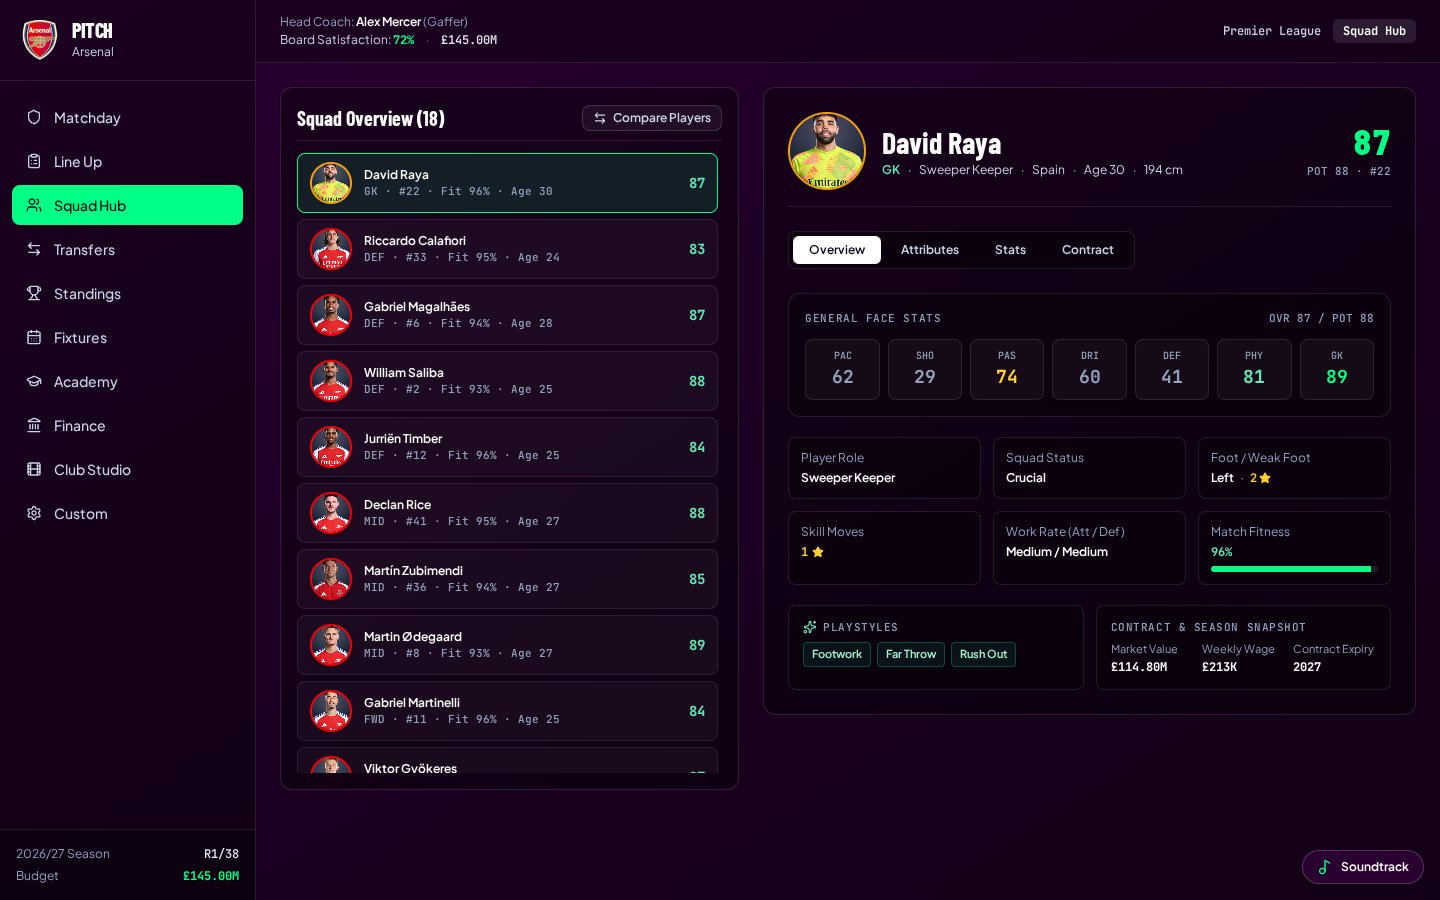 Arsenal
PITCH
Arsenal
Matchday
Line Up
Squad Hub
Transfers
Standings
Fixtures
Academy
Finance
Club Studio
Custom
2026/27 Season R1/38
Budget £145.00M
Head Coach: Alex Mercer (Gaffer)
Board Satisfaction: 72% · £145.00M
Premier League Squad Hub
Squad Overview (18) Compare Players
David Raya
GK · #22 · Fit 96% · Age 30
87
Riccardo Calafiori
DEF · #33 · Fit 95% · Age 24
83
Gabriel Magalhães
DEF · #6 · Fit 94% · Age 28
87
William Saliba
DEF · #2 · Fit 93% · Age 25
88
Jurriën Timber
DEF · #12 · Fit 96% · Age 25
84
Declan Rice
MID · #41 · Fit 95% · Age 27
88
Martín Zubimendi
MID · #36 · Fit 94% · Age 27
85
Martin Ødegaard
MID · #8 · Fit 93% · Age 27
89
Gabriel Martinelli
FWD · #11 · Fit 96% · Age 25
84
Viktor Gyökeres
Emirates
David Raya
GK · Sweeper Keeper · Spain · Age 30 · 194 cm
87
POT 88 · #22
Overview Attributes Stats Contract
GENERAL FACE STATS OVR 87 / POT 88
PAC SHO PAS DRI DEF PHY GK
62 29 74 60 41 81 89
Player Role
Sweeper Keeper
Squad Status
Crucial
Foot / Weak Foot
Left · 2
Skill Moves
1
Work Rate (Att / Def)
Medium / Medium
Match Fitness
96%
PLAYSTYLES
Footwork Far Throw Rush Out
CONTRACT & SEASON SNAPSHOT
Market Value Weekly Wage Contract Expiry
£114.80M £213K 2027
Soundtrack